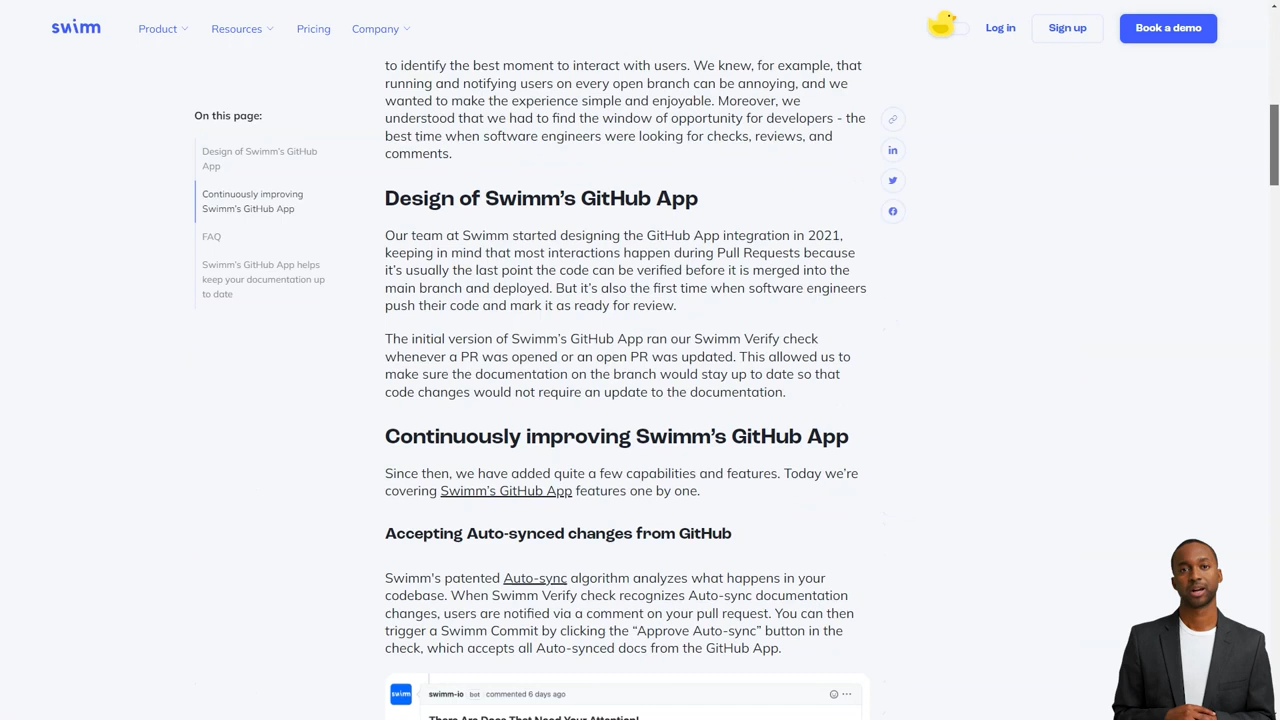 swimm
Product
Resources
Pricing
Company
Log in
Sign up
Book a demo
to identify the best moment to interact with users. We knew, for example, that
running and notifying users on every open branch can be annoying, and we
wanted to make the experience simple and enjoyable. Moreover, we
understood that we had to find the window of opportunity for developers - the
best time when software engineers were looking for checks, reviews, and
comments.
On this page:
Design of Swimm's GitHub
App
Continuously improving
Swimm's GitHub App
FAQ
Swimm's GitHub App helps
keep your documentation up
to date
Design of Swimm's GitHub App
Our team at Swimm started designing the GitHub App integration in 2021,
keeping in mind that most interactions happen during Pull Requests because
it's usually the last point the code can be verified before it is merged into the
main branch and deployed. But it's also the first time when software engineers
push their code and mark it as ready for review.
The initial version of Swimm's GitHub App ran our Swimm Verify check
whenever a PR was opened or an open PR was updated. This allowed us to
make sure the documentation on the branch would stay up to date so that
code changes would not require an update to the documentation.
Continuously improving Swimm's GitHub App
Since then, we have added quite a few capabilities and features. Today we're
covering Swimm's GitHub App features one by one.
Accepting Auto-synced changes from GitHub
Swimm's patented Auto-sync algorithm analyzes what happens in your
codebase. When Swimm Verify check recognizes Auto-sync documentation
changes, users are notified via a comment on your pull request. You can then
trigger a Swimm Commit by clicking the “Approve Auto-sync” button in the
check, which accepts all Auto-synced docs from the GitHub App.
swimm
swimm-io bot commented 6 days ago
There Are Docs That Need Your Attention!